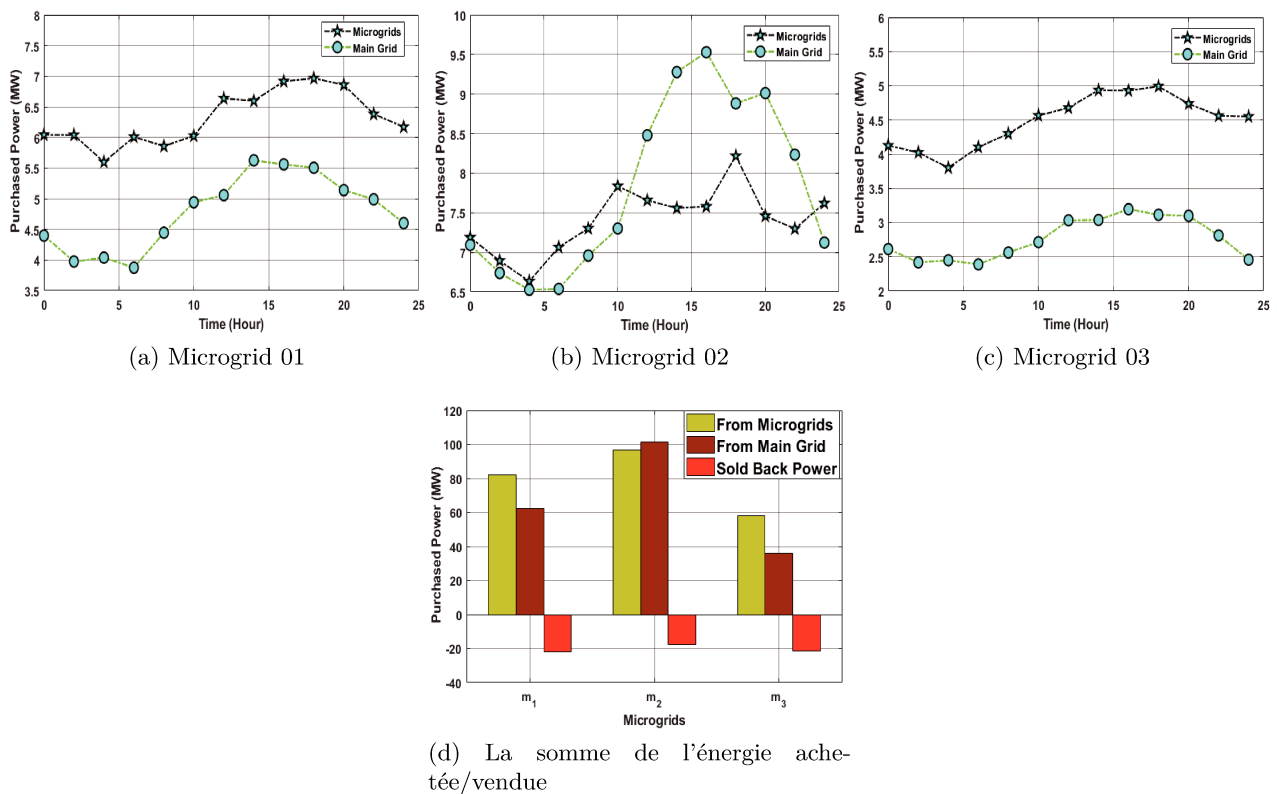 8
7.5
7
6.5
6
5.5
5
4.5
4
3.5
0 5 10 15 20 25
Purchased Power (MW)
Time (Hour)
Microgrids
Main Grid
(a) Microgrid 01
10
9.5
9
8.5
8
7.5
7
6.5
0 5 10 15 20 25
Purchased Power (MW)
Time (Hour)
Microgrids
Main Grid
(b) Microgrid 02
6
5.5
5
4.5
4
3.5
3
2.5
2
0 5 10 15 20 25
Purchased Power (MW)
Time (Hour)
Microgrids
Main Grid
(c) Microgrid 03
120
100
80
60
40
20
0
-20
-40
Purchased Power (MW)
From Microgrids
From Main Grid
Sold Back Power
m1 m2 m3
Microgrids
(d) La somme de l'énergie ache-
tée/vendue